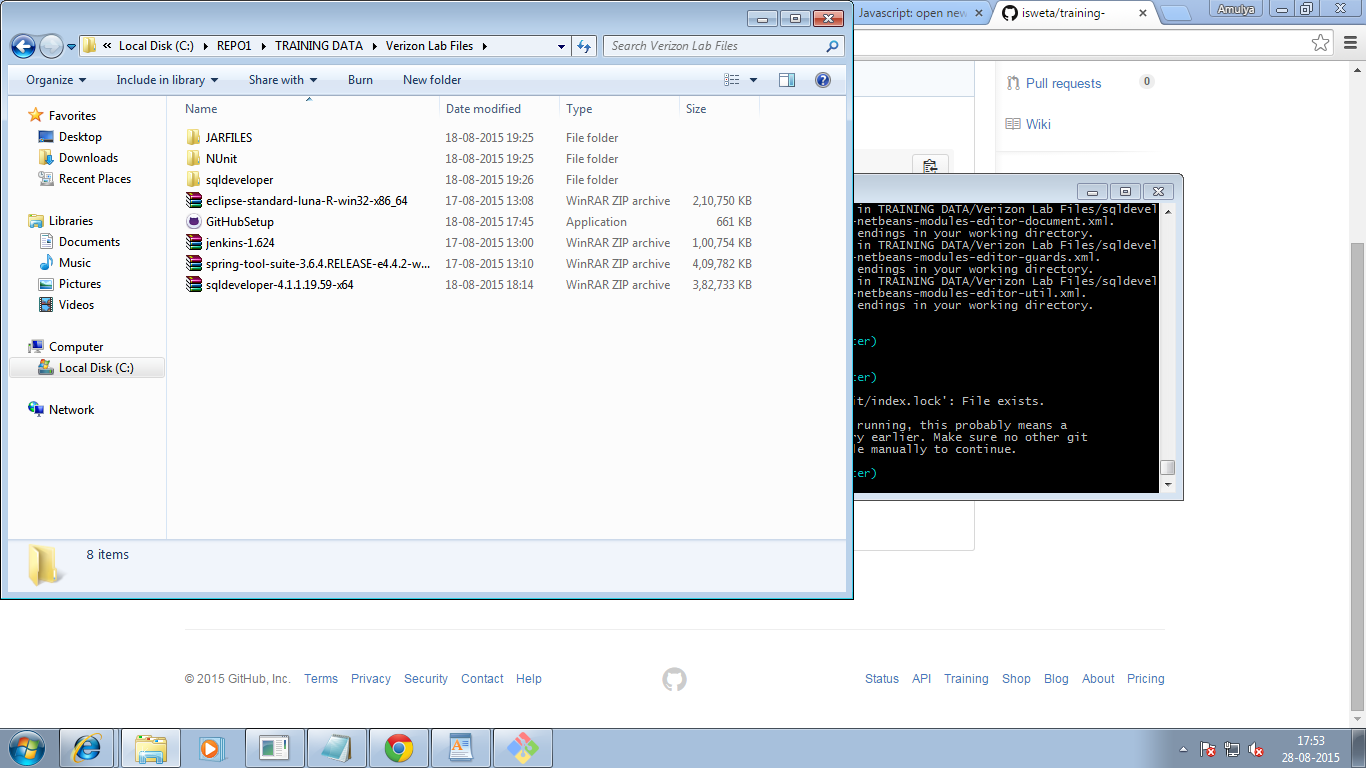 Javascript: open new
isweta/training-
Amulya
« Local Disk (C:) REPO1 TRAINING DATA Verizon Lab Files
Search Verizon Lab Files
Organize Include in library Share with Burn New folder
Favorites
Desktop
Downloads
Recent Places
Libraries
Documents
Music
Pictures
Videos
Computer
Local Disk (C:)
Network
Name Date modified Type Size
JARFILES 18-08-2015 19:25 File folder
NUnit 18-08-2015 19:25 File folder
sqldeveloper 18-08-2015 19:26 File folder
eclipse-standard-luna-R-win32-x86_64 17-08-2015 13:08 WinRAR ZIP archive 2,10,750 KB
GitHubSetup 18-08-2015 17:45 Application 661 KB
jenkins-1.624 17-08-2015 13:00 WinRAR ZIP archive 1,00,754 KB
spring-tool-suite-3.6.4.RELEASE-e4.4.2-w... 17-08-2015 13:10 WinRAR ZIP archive 4,09,782 KB
sqldeveloper-4.1.1.19.59-x64 18-08-2015 18:14 WinRAR ZIP archive 3,82,733 KB
8 items
Pull requests 0
Wiki
in TRAINING DATA/Verizon Lab Files/sqldevel
-netbeans-modules-editor-document.xml.
endings in your working directory.
in TRAINING DATA/Verizon Lab Files/sqldevel
-netbeans-modules-editor-guards.xml.
endings in your working directory.
in TRAINING DATA/Verizon Lab Files/sqldevel
-netbeans-modules-editor-util.xml.
endings in your working directory.
ter)
ter)
it/index.lock': File exists.
running, this probably means a
ry earlier. Make sure no other git
le manually to continue.
ter)
© 2015 GitHub, Inc. Terms Privacy Security Contact Help
Status API Training Shop Blog About Pricing
17:53
28-08-2015